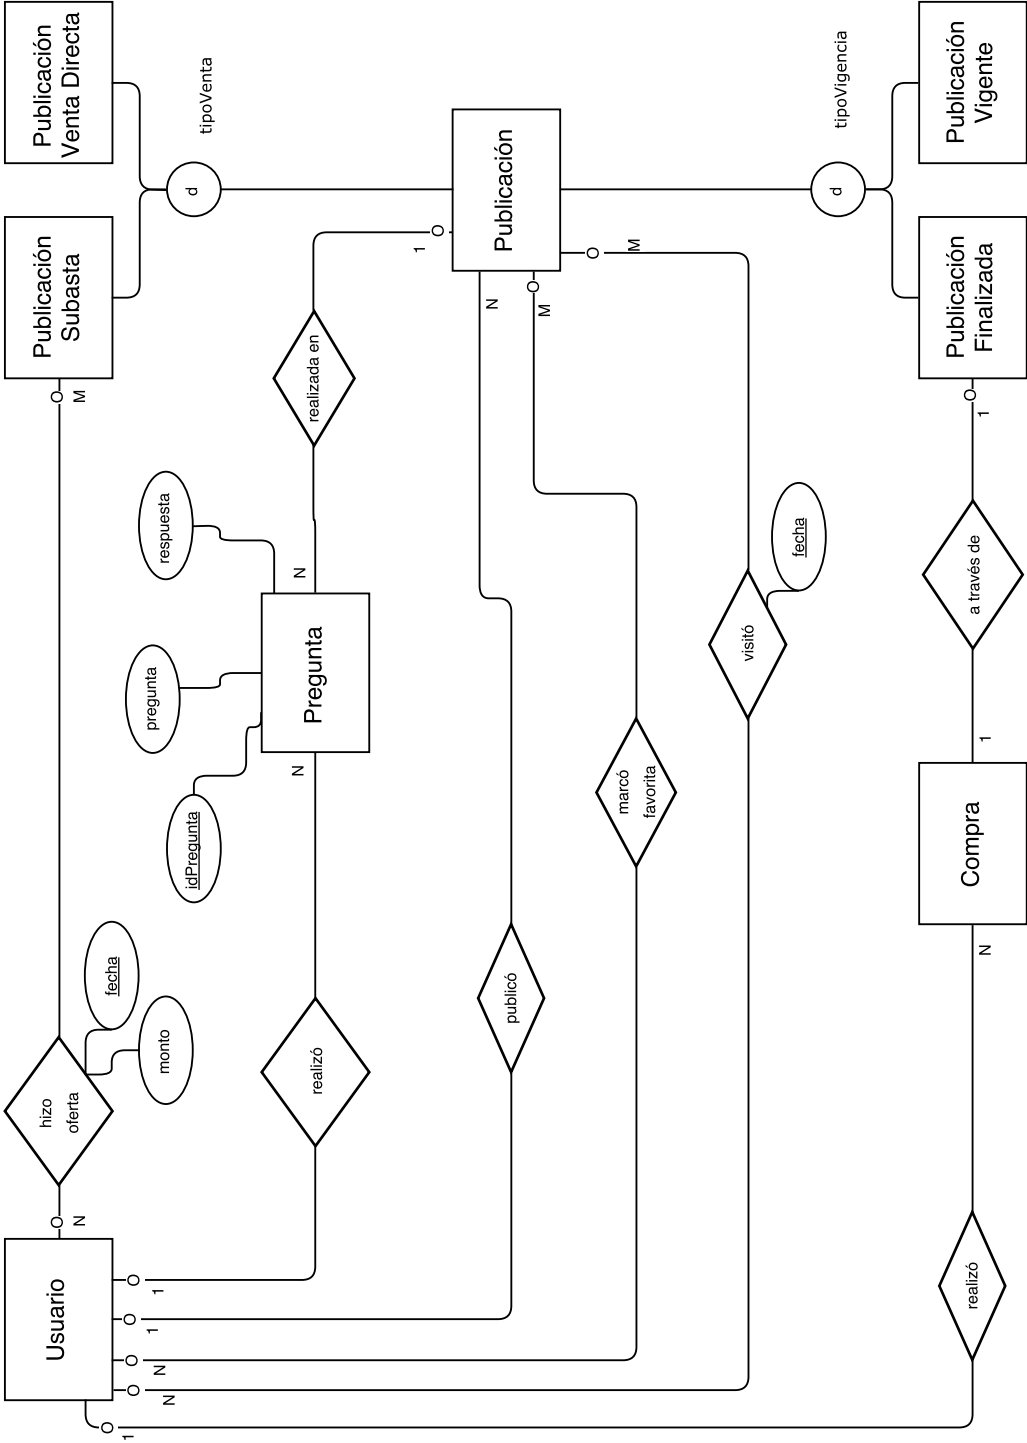 Usuario
O
N
hizo
oferta
O
M
Publicación
Subasta
Publicación
Venta Directa
fecha
monto
idPregunta
pregunta
respuesta
d
tipoVenta
O
1
O
1
O
N
O
N
O
1
realizó
N
Pregunta
N
realizada en
1
O
Publicación
publicó
N
O
M
marcó
favorita
O
M
visitó
fecha
d
tipoVigencia
realizó
N
Compra
1
a través de
O
1
Publicación
Finalizada
Publicación
Vigente